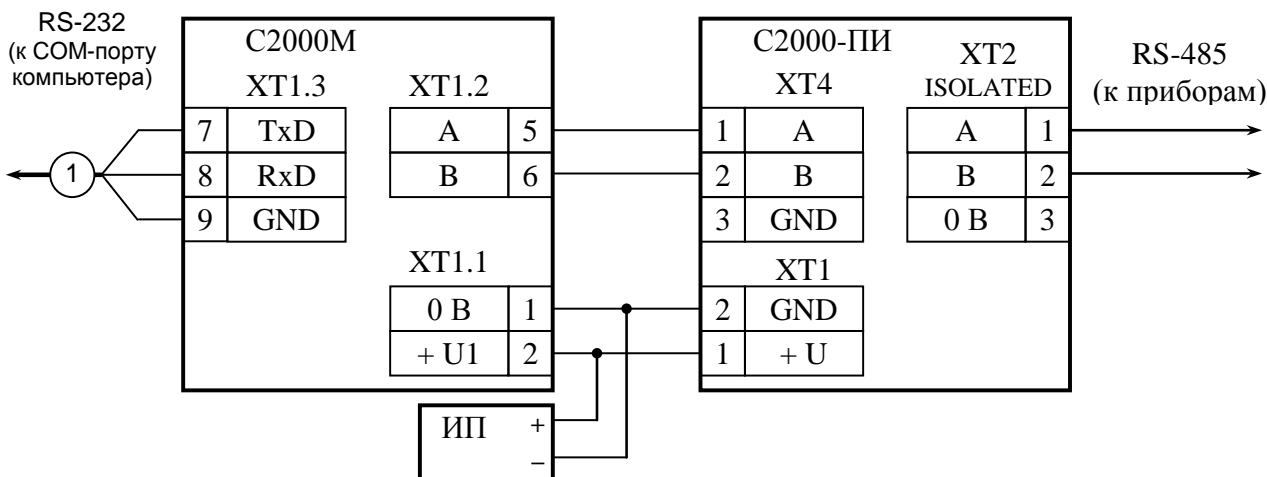 RS-232
(к COM-порту
компьютера)
C2000M
XT1.3
XT1.2
7 TxD
8 RxD
9 GND
A 5
B 6
1
XT1.1
0 В 1
+ U1 2
ИП +
–
С2000-ПИ
XT4
XT2
ISOLATED
1 A
2 B
3 GND
A 1
B 2
0 В 3
XT1
2 GND
1 + U
RS-485
(к приборам)